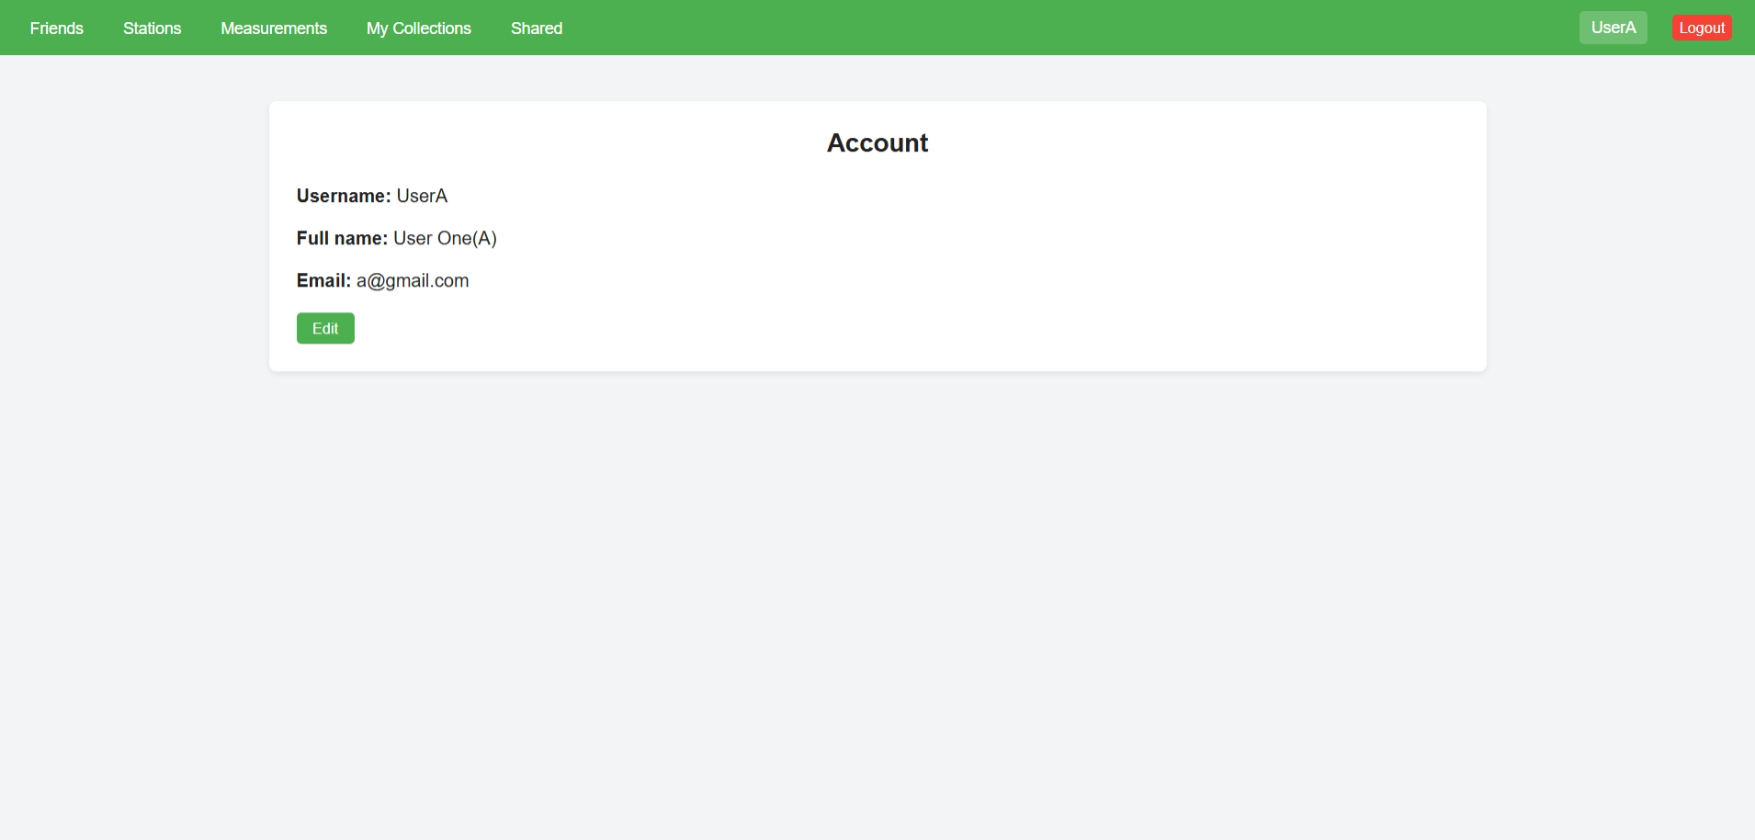 Friends Stations Measurements My Collections Shared UserA Logout
Account
Username: UserA
Full name: User One(A)
Email: a@gmail.com
Edit